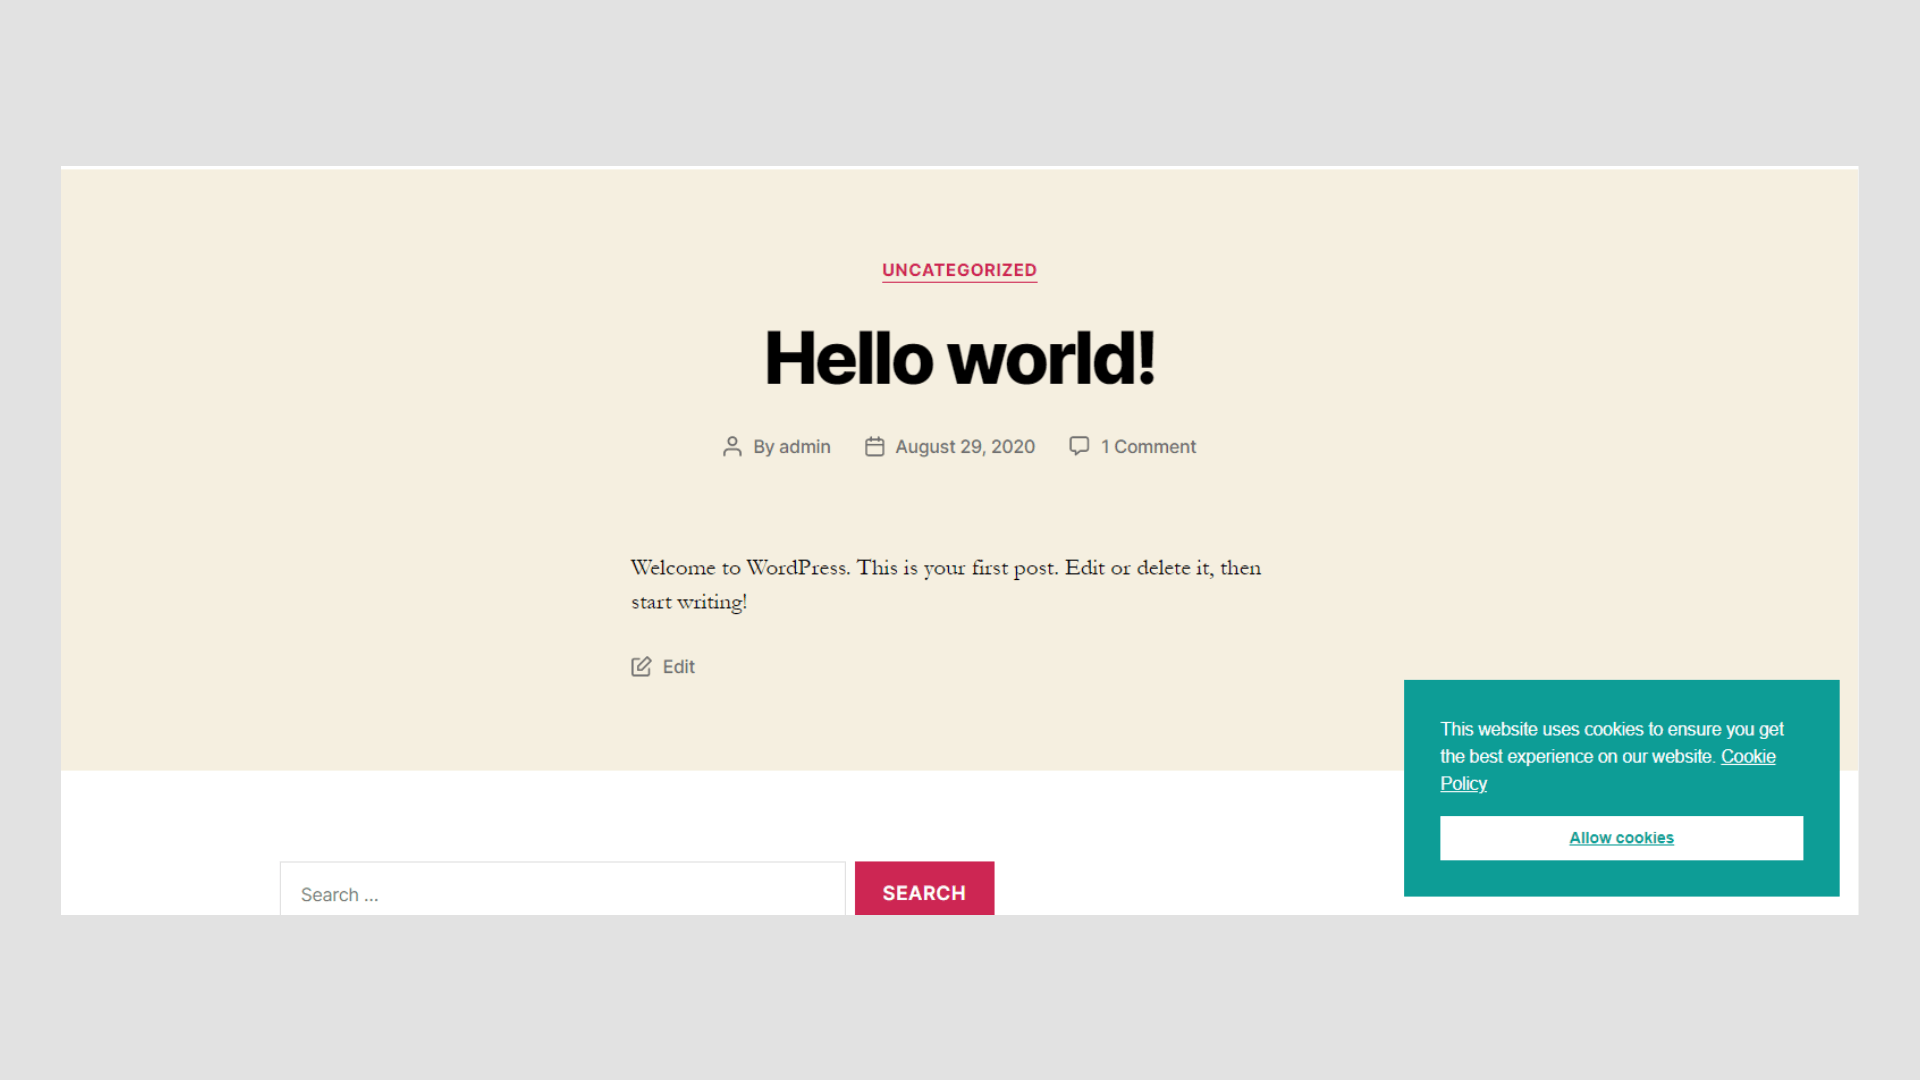 UNCATEGORIZED
Hello world!
By admin August 29, 2020 1 Comment
Welcome to WordPress. This is your first post. Edit or delete it, then
start writing!
Edit
This website uses cookies to ensure you get
the best experience on our website. Cookie
Policy
Allow cookies
Search ...
SEARCH